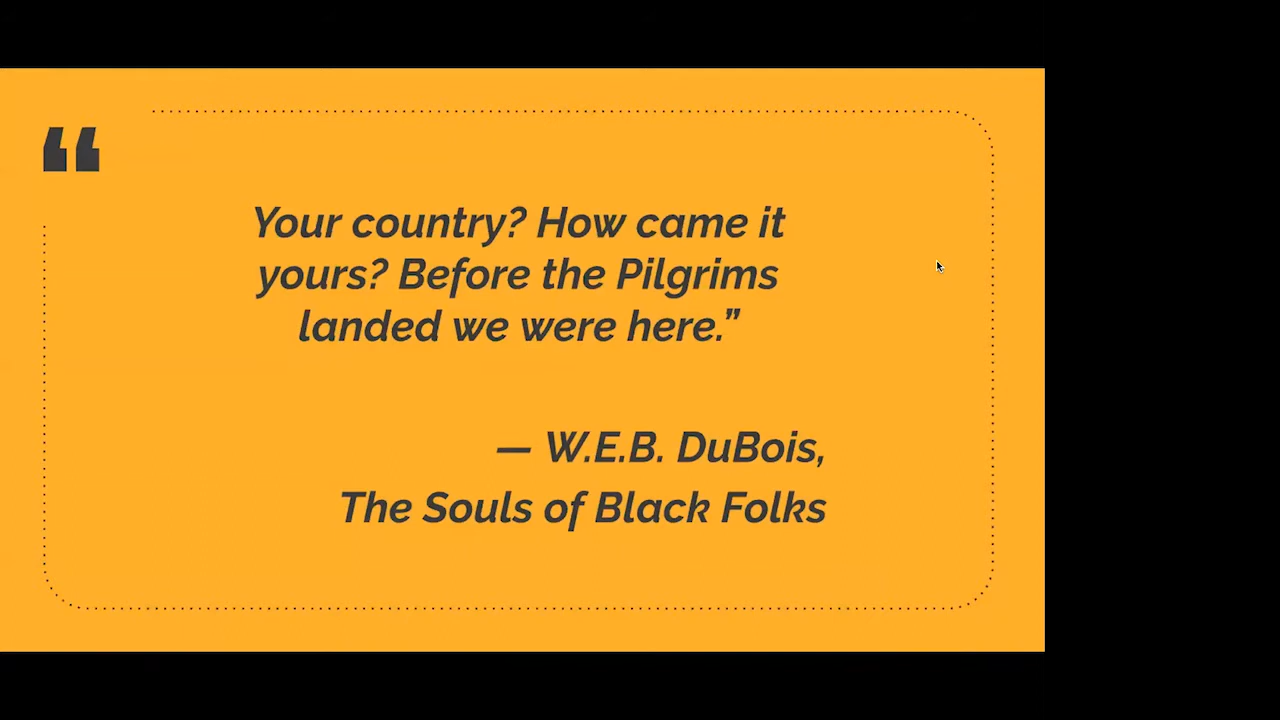 “
Your country? How came it
yours? Before the Pilgrims
landed we were here.”
— W.E.B. DuBois,
The Souls of Black Folks